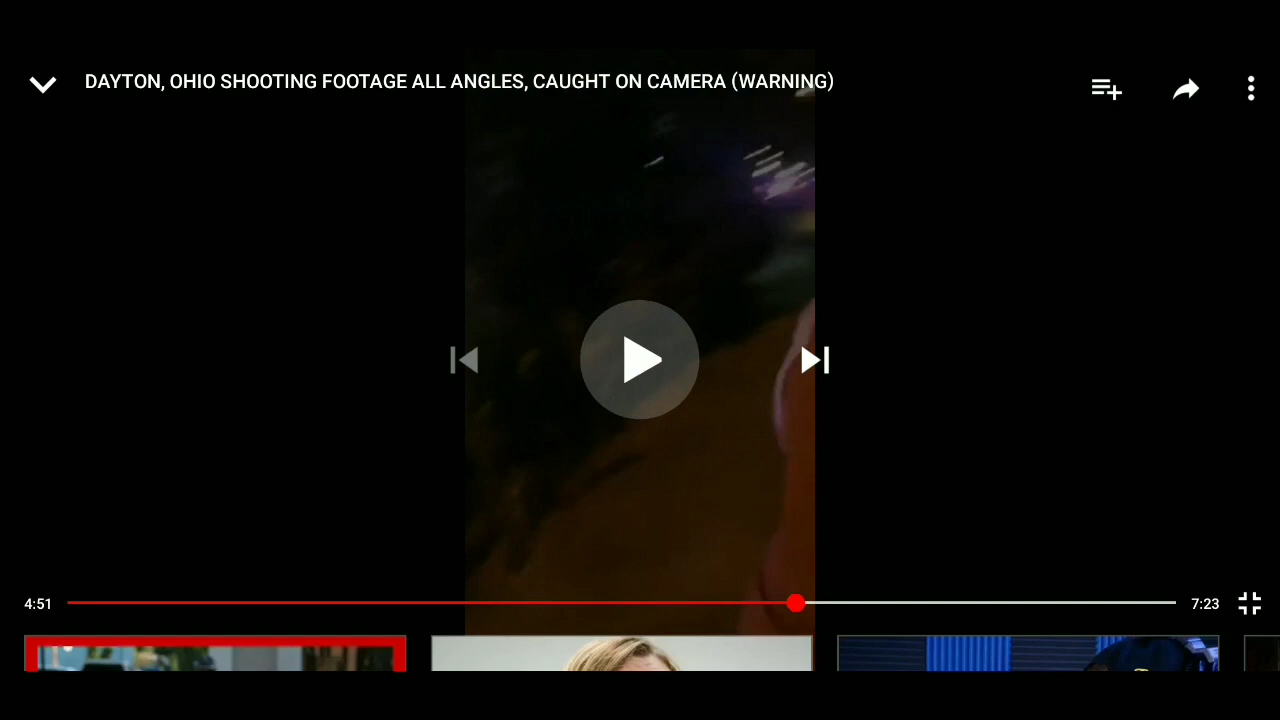 DAYTON, OHIO SHOOTING FOOTAGE ALL ANGLES, CAUGHT ON CAMERA (WARNING)
4:51
7:23